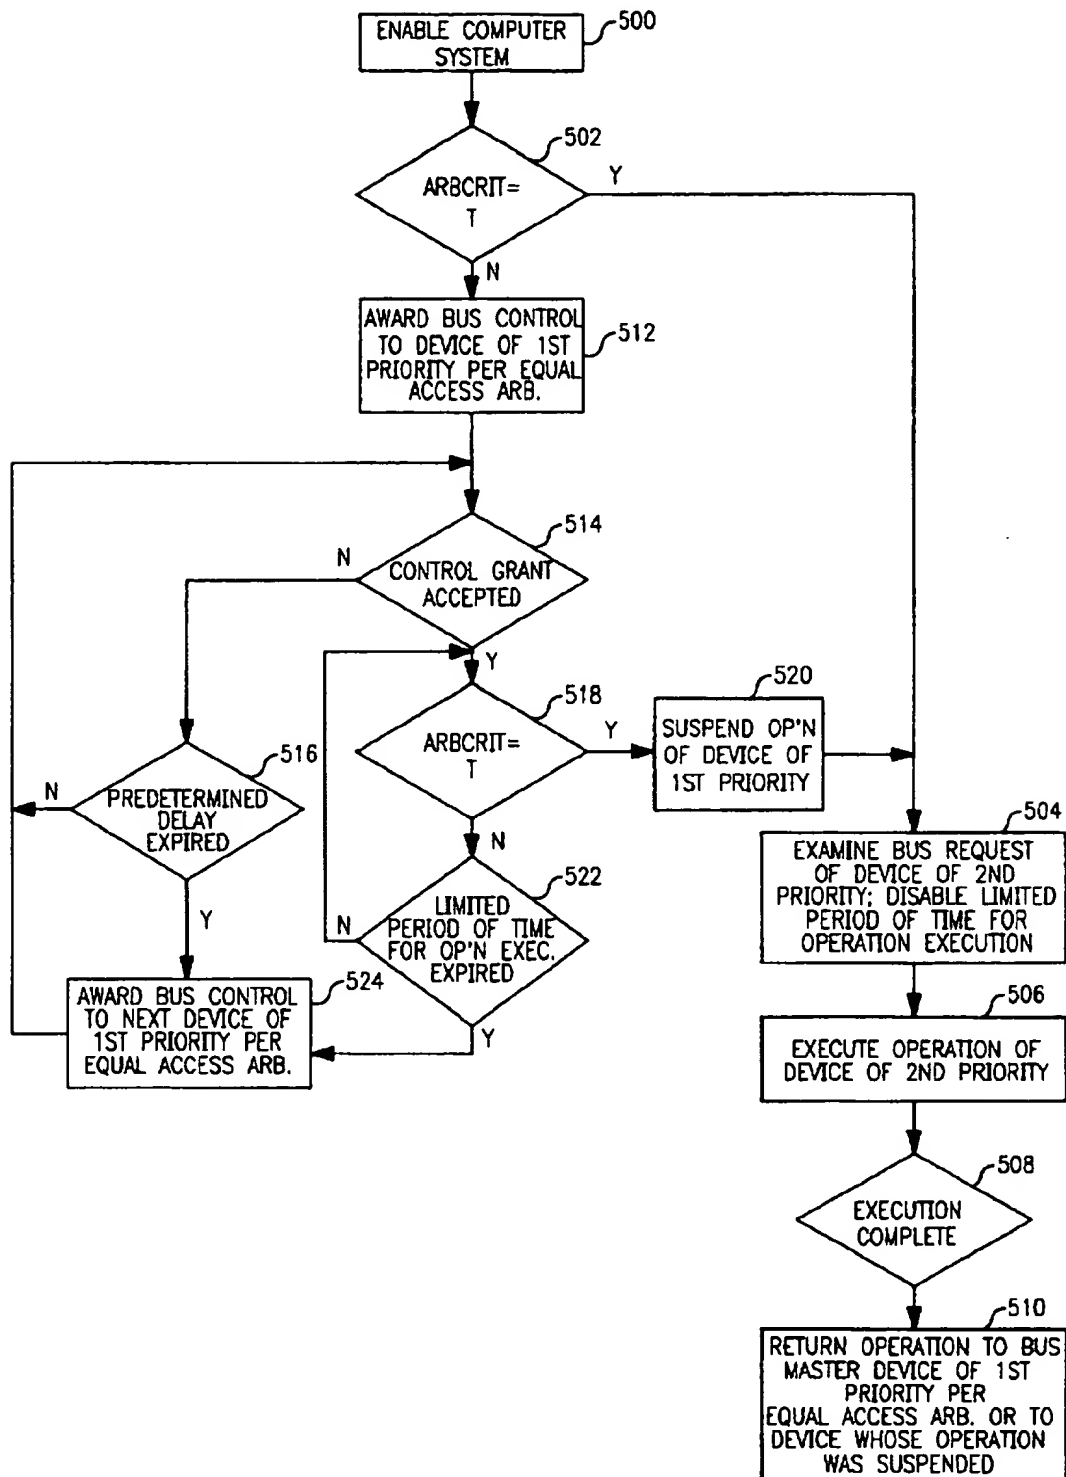 ENABLE COMPUTER
SYSTEM
500
502
ARBCRIT=
T
Y
N
AWARD BUS CONTROL
TO DEVICE OF 1ST
PRIORITY PER EQUAL
ACCESS ARB.
512
514
N
CONTROL GRANT
ACCEPTED
Y
518
ARBCRIT=
T
Y
520
SUSPEND OP'N
OF DEVICE OF
1ST PRIORITY
516
N
PREDETERMINED
DELAY
EXPIRED
Y
N
522
N
LIMITED
PERIOD OF TIME
FOR OP'N EXEC.
EXPIRED
Y
524
AWARD BUS CONTROL
TO NEXT DEVICE OF
1ST PRIORITY PER
EQUAL ACCESS ARB.
504
EXAMINE BUS REQUEST
OF DEVICE OF 2ND
PRIORITY; DISABLE LIMITED
PERIOD OF TIME FOR
OPERATION EXECUTION
506
EXECUTE OPERATION OF
DEVICE OF 2ND PRIORITY
508
EXECUTION
COMPLETE
510
RETURN OPERATION TO BUS
MASTER DEVICE OF 1ST
PRIORITY PER
EQUAL ACCESS ARB. OR TO
DEVICE WHOSE OPERATION
WAS SUSPENDED